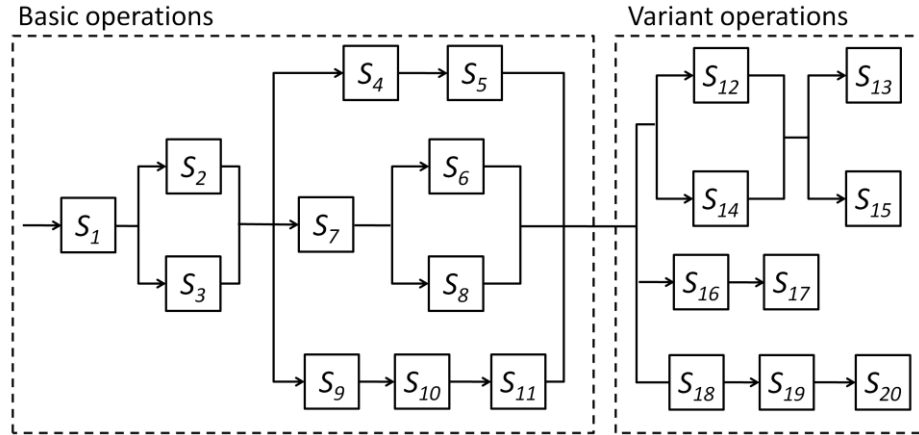 Basic operations
Variant operations
S4
S5
S12
S13
S2
S6
S1
S7
S14
S15
S3
S8
S16
S17
S9
S10
S11
S18
S19
S20